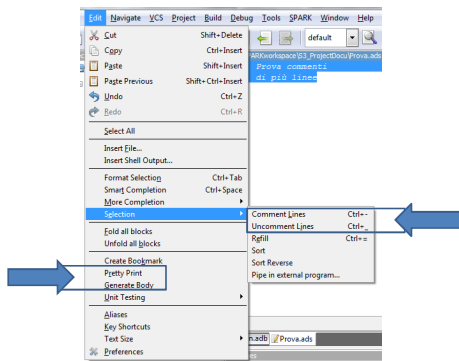 Edit Navigate VCS Project Build Debug Tools SPARK Window Help
Cut Shift+Delete
default
Copy Ctrl+Insert
ARKworkspace\S3_ProjectDocu\Prova.ads
Paste Shift+Insert
Prova commenti
Paste Previous Shift+Ctrl+Insert
di più linee
Undo Ctrl+Z
Redo Ctrl+R
Select All
Insert File...
Insert Shell Output...
Format Selection Ctrl+Tab
Smart Completion Ctrl+Space
More Completion
Selection
Comment Lines Ctrl+-
Uncomment Lines Ctrl+_
Refill Ctrl+=
Sort
Sort Reverse
Pipe in external program...
Fold all blocks
Unfold all blocks
Create Bookmark
Pretty Print
Generate Body
Unit Testing
Aliases
Key Shortcuts
Text Size
Preferences
n.adb Prova.ads